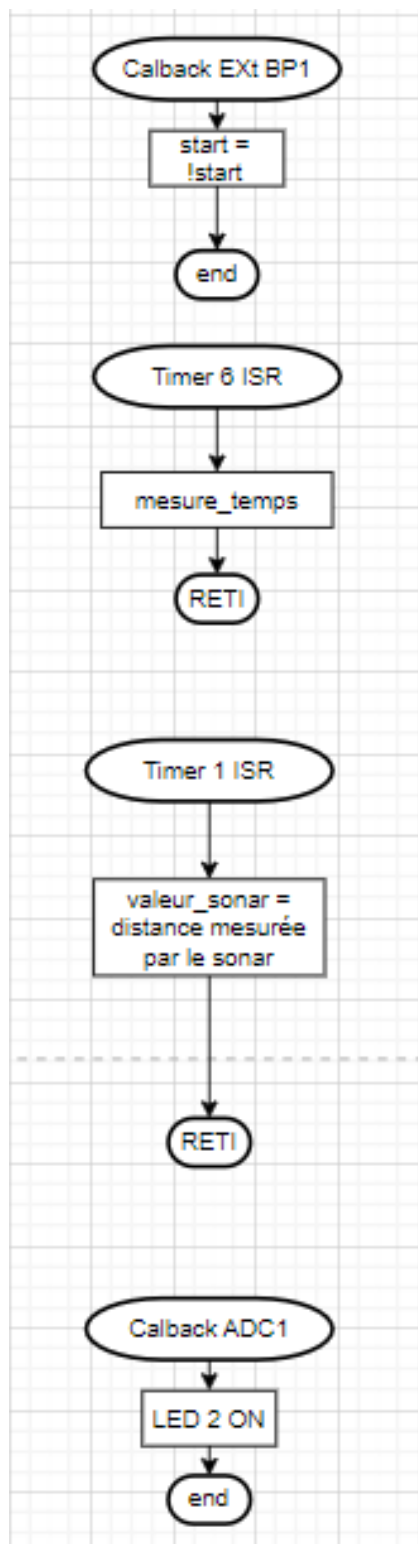 Calback EXt BP1
start =
!start
end
Timer 6 ISR
mesure_temps
RETI
Timer 1 ISR
valeur_sonar =
distance mesurée
par le sonar
RETI
Calback ADC1
LED 2 ON
end